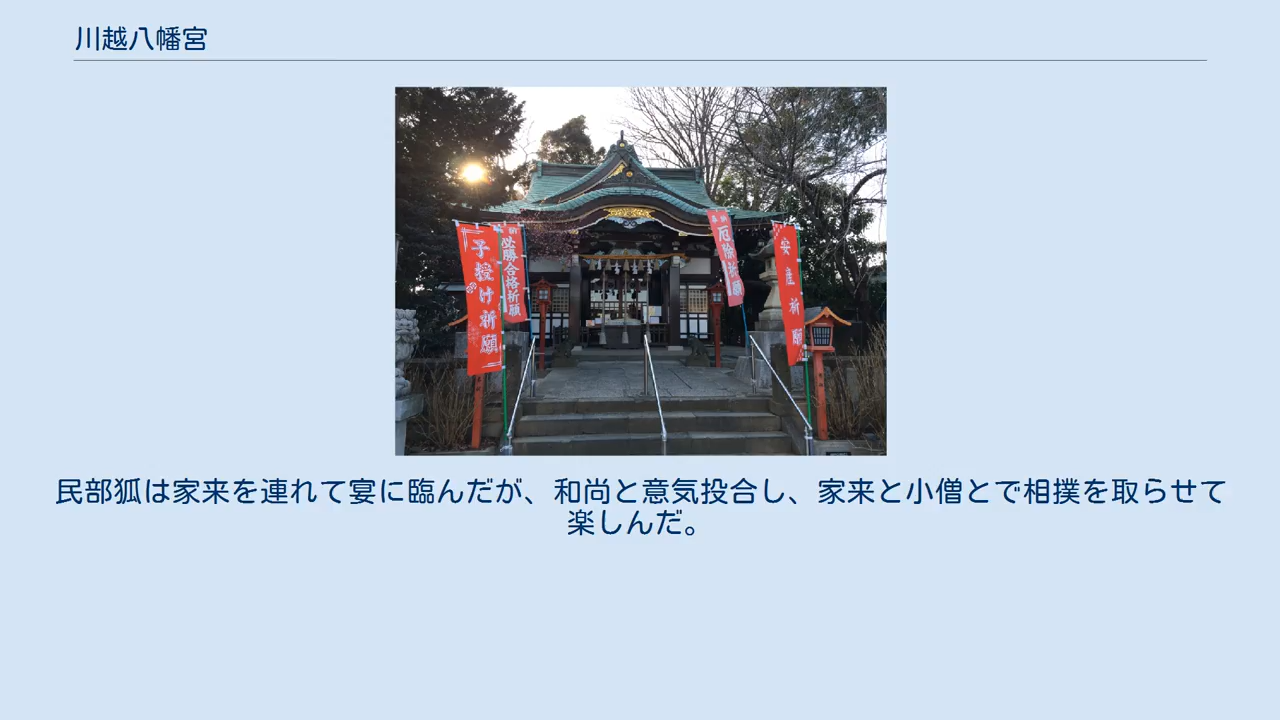 川越八幡宮
子授け祈願
必勝合格祈願
厄除祈願
安産祈願
民部狐は家来を連れて宴に臨んだが、和尚と意気投合し、家来と小僧とで相撲を取らせて
楽しんだ。